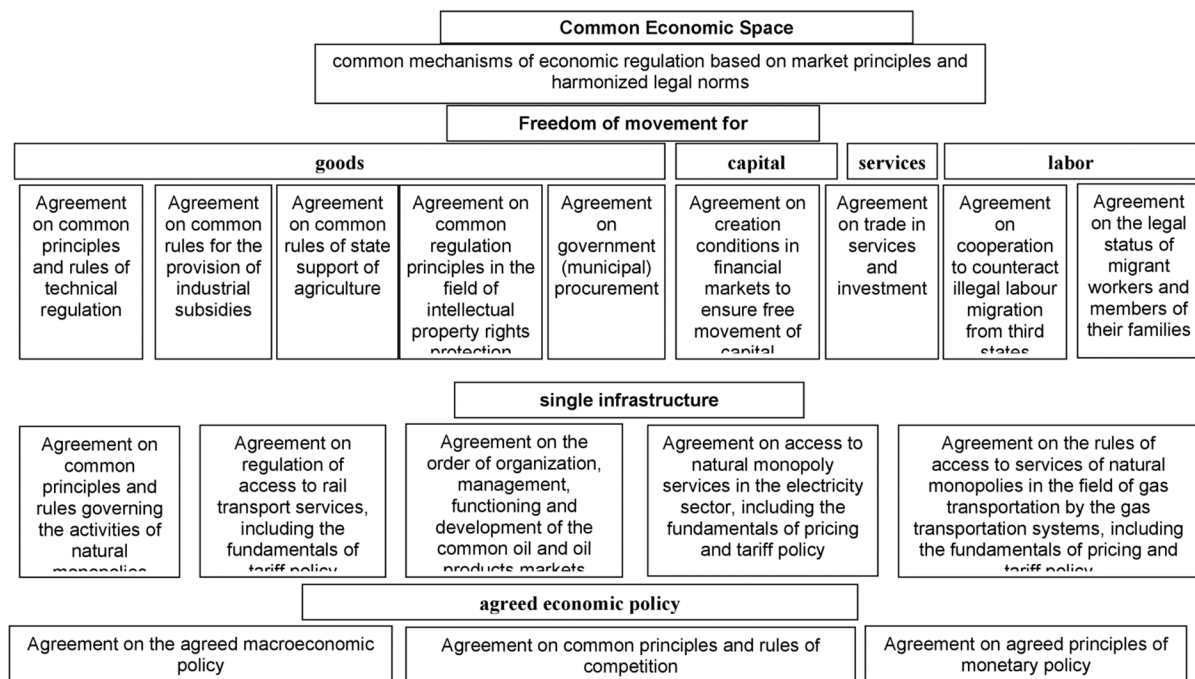 Common Economic Space
common mechanisms of economic regulation based on market principles and
harmonized legal norms
Freedom of movement for
goods
capital
services
labor
Agreement
on common
principles
and rules of
technical
regulation
Agreement
on common
rules for the
provision of
industrial
subsidies
Agreement
on common
rules of state
support of
agriculture
Agreement on
common
regulation
principles in the
field of
intellectual
property rights
protection
Agreement
on
government
(municipal)
procurement
Agreement on
creation
conditions in
financial
markets to
ensure free
movement of
capital
Agreement
on trade in
services
and
investment
Agreement
on
cooperation
to counteract
illegal labour
migration
from third
states
Agreement
on the legal
status of
migrant
workers and
members of
their families
single infrastructure
Agreement on
common
principles and
rules governing
the activities of
natural
monopolies
Agreement on
regulation of
access to rail
transport services,
including the
fundamentals of
tariff policy
Agreement on the
order of organization,
management,
functioning and
development of the
common oil and oil
products markets
Agreement on access to
natural monopoly
services in the electricity
sector, including the
fundamentals of pricing
and tariff policy
Agreement on the rules of
access to services of natural
monopolies in the field of gas
transportation by the gas
transportation systems, including
the fundamentals of pricing and
tariff policy
agreed economic policy
Agreement on the agreed macroeconomic
policy
Agreement on common principles and rules of
competition
Agreement on agreed principles of
monetary policy